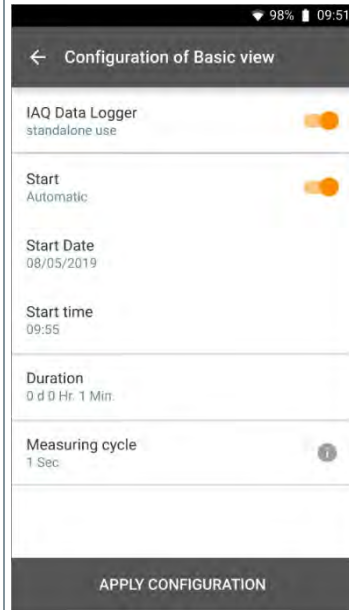 98% 09:51
Configuration of Basic view
IAQ Data Logger
standalone use
Start
Automatic
Start Date
08/05/2019
Start time
09:55
Duration
0 d 0 Hr. 1 Min.
Measuring cycle
1 Sec
APPLY CONFIGURATION